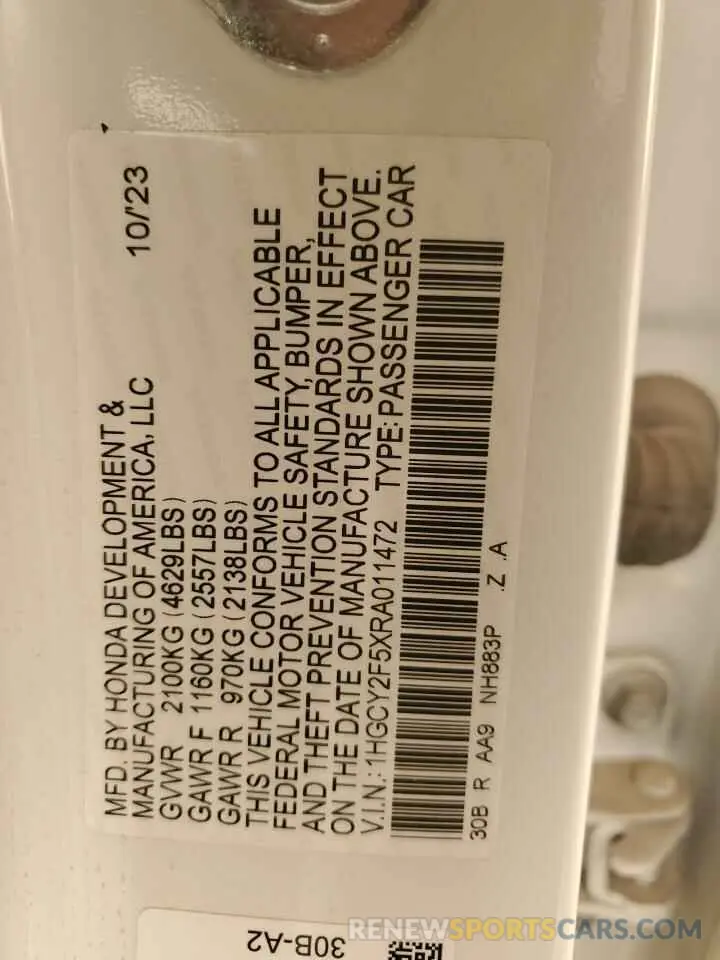 MFD. BY HONDA DEVELOPMENT &
MANUFACTURING OF AMERICA, LLC 10/'23
GVWR 2100KG (4629LBS)
GAWR F 1160KG (2557LBS)
GAWR R 970KG (2138LBS)
THIS VEHICLE CONFORMS TO ALL APPLICABLE
FEDERAL MOTOR VEHICLE SAFETY, BUMPER,
AND THEFT PREVENTION STANDARDS IN EFFECT
ON THE DATE OF MANUFACTURE SHOWN ABOVE.
V.I.N.: 1HGCY2F5XRA011472 TYPE: PASSENGER CAR
30B R AA9 NH883P .Z .A
30B-A2
RENEWSPORTSCARS.COM